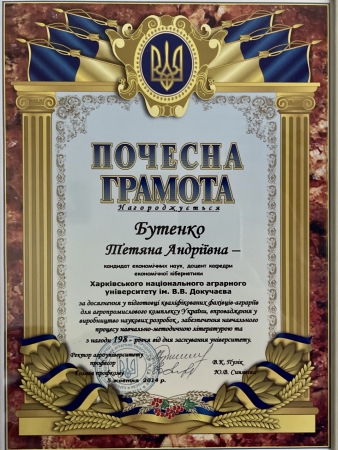 ПОЧЕСНА
ГРАМОТА
Нагороджується
Бутенко
Тетяна Андріївна –
кандидат економічних наук, доцент кафедри
економічної кібернетики
Харківського національного аграрного
університету ім. В.В. Докучаєва
за досягнення у підготовці кваліфікованих фахівців-аграріїв
для агропромислового комплексу України, впровадження у
виробництво наукових розробок, забезпечення навчального
процесу навчально-методичною літературою та
з нагоди 198 - річчя від дня заснування університету.
Ректор агроуніверситету
професор В.К. Пузік
профкому Ю.В.
5 жовтня 2014 р.